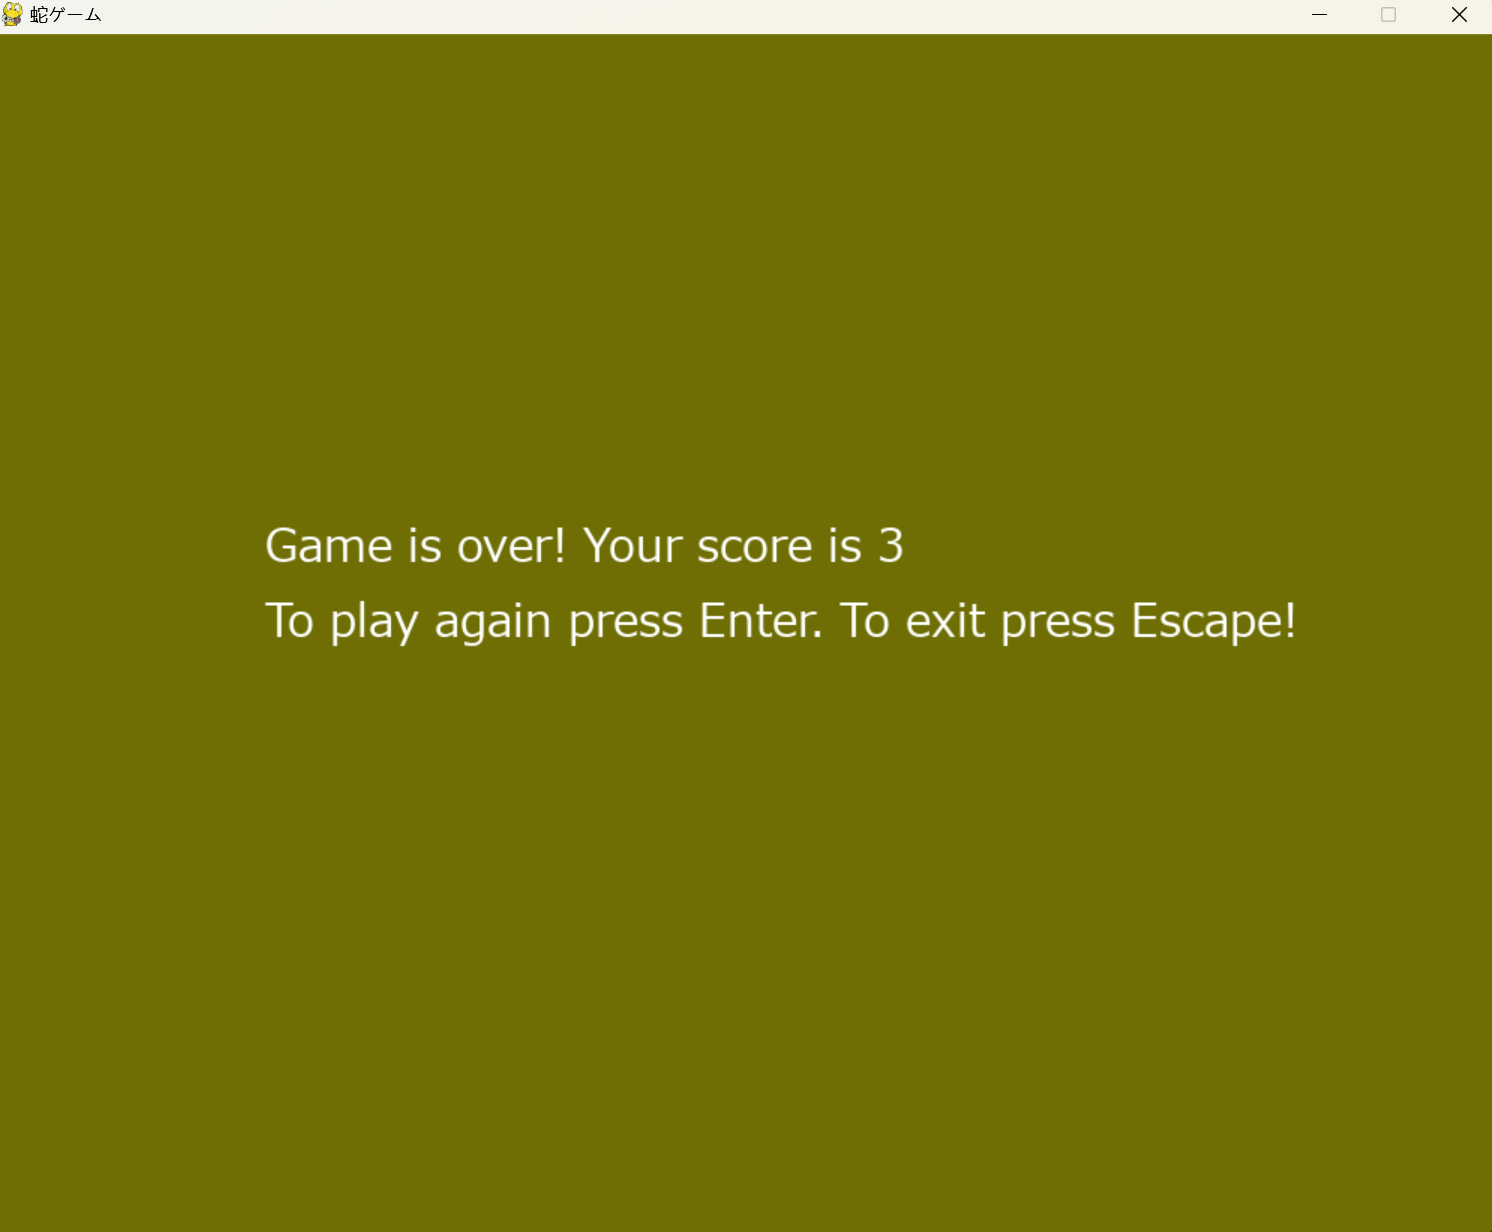 蛇ゲーム
Game is over! Your score is 3
To play again press Enter. To exit press Escape!